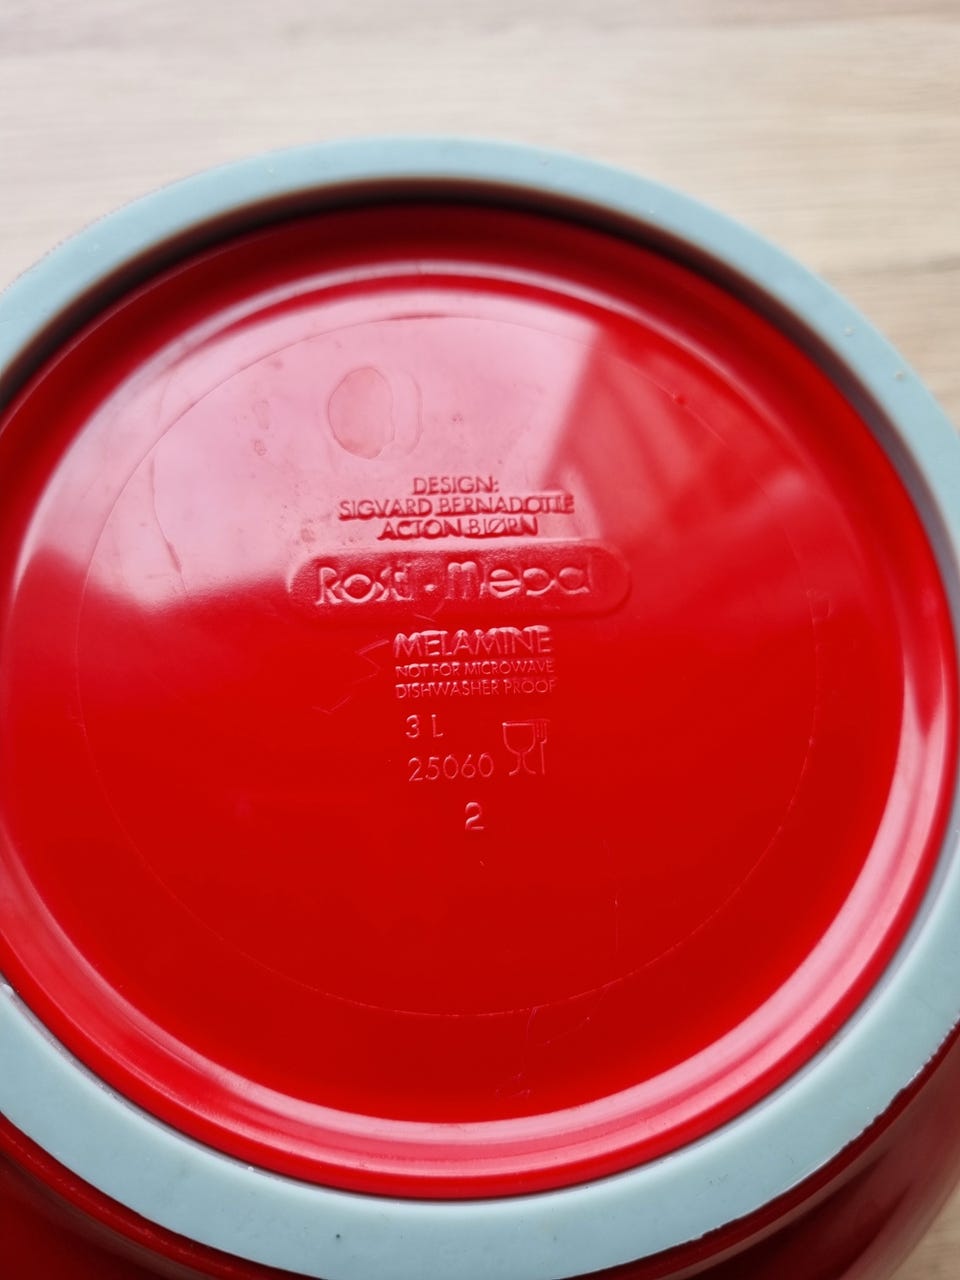 DESIGN:
SIGVARD BERNADOTTE
ACTON BJØRN
Rosti · Mepal
MELAMINE
NOT FOR MICROWAVE
DISHWASHER PROOF
3 L
25060
2